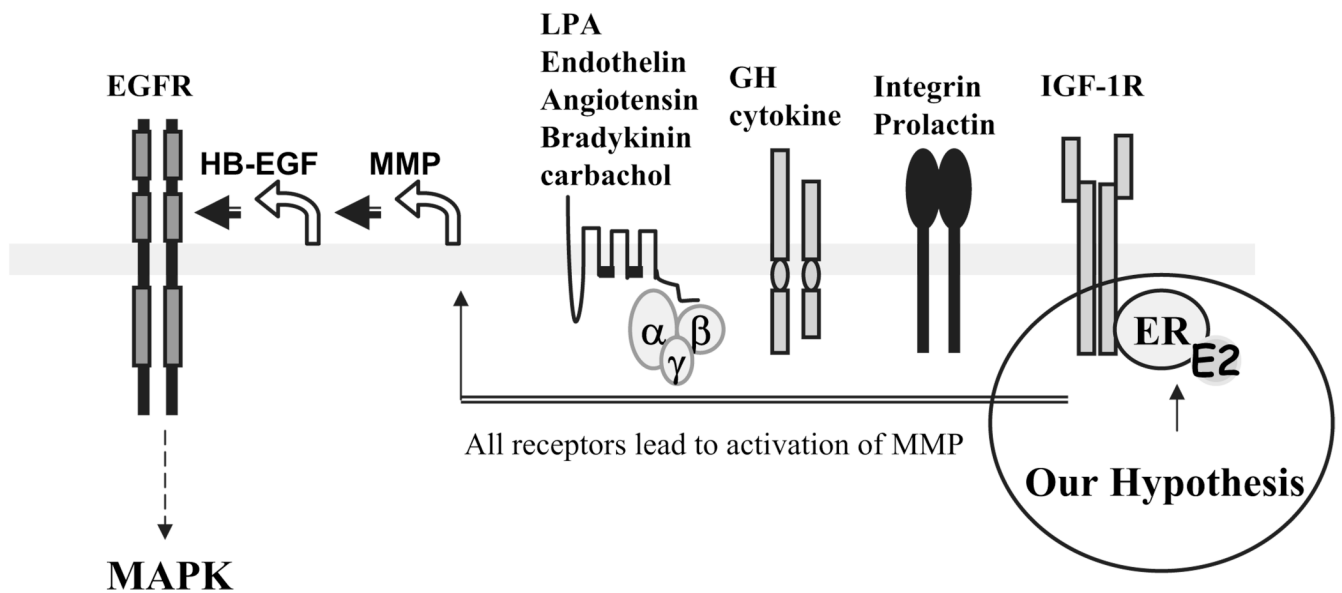 EGFR
HB-EGF
MMP
LPA
Endothelin
Angiotensin
Bradykinin
carbachol
GH
cytokine
Integrin
Prolactin
IGF-1R
α
β
γ
ER
E2
All receptors lead to activation of MMP
Our Hypothesis
MAPK